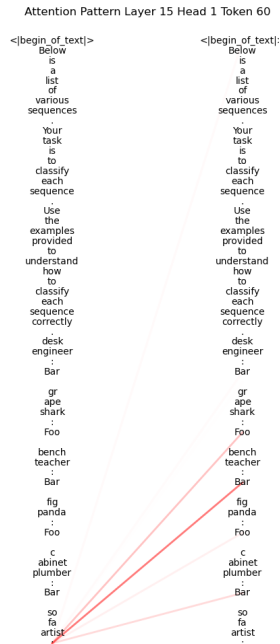 Attention Pattern Layer 15 Head 1 Token 60
<|begin_of_text|>
Below
is
a
list
of
various
sequences
.
Your
task
is
to
classify
each
sequence
.
Use
the
examples
provided
to
understand
how
to
classify
each
sequence
correctly
.
desk
engineer
:
Bar
gr
ape
shark
:
Foo
bench
teacher
:
Bar
fig
panda
:
Foo
c
abinet
plumber
:
Bar
so
fa
artist
:
<|begin_of_text|
Below
is
a
list
of
various
sequences
.
Your
task
is
to
classify
each
sequence
.
Use
the
examples
provided
to
understand
how
to
classify
each
sequence
correctly
.
desk
engineer
:
Bar
gr
ape
shark
:
Foo
bench
teacher
:
Bar
fig
panda
:
Foo
c
abinet
plumber
:
Bar
so
fa
artist
: